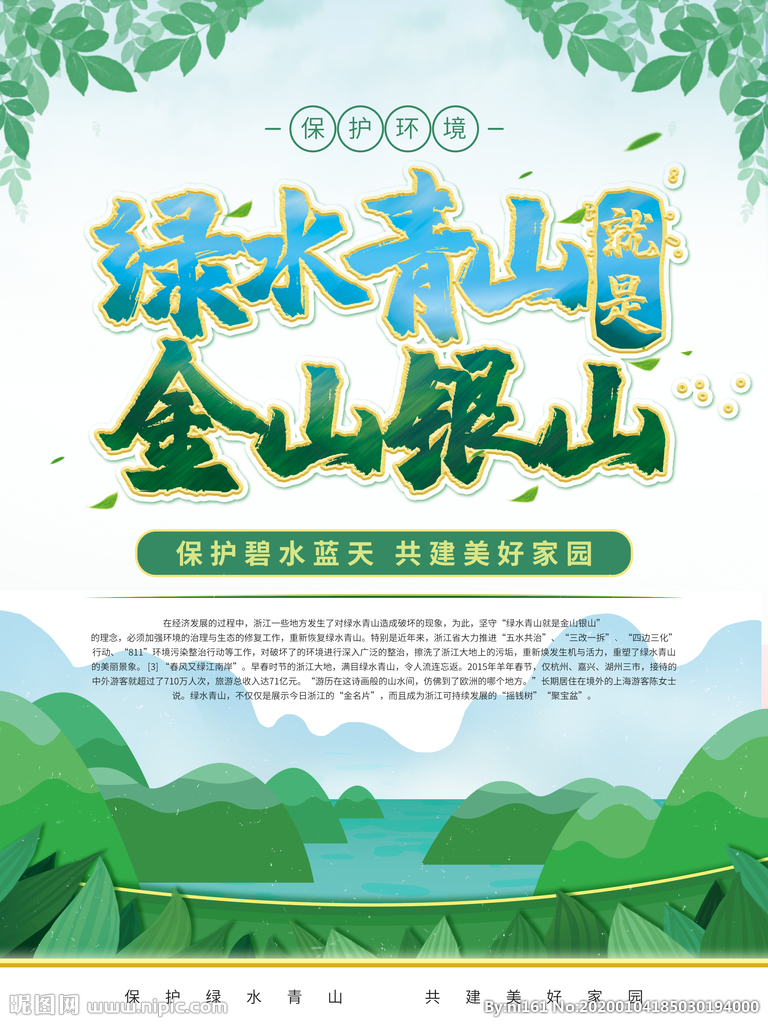 保护环境
绿水青山就是
金山银山
保护碧水蓝天 共建美好家园
在经济发展的过程中，浙江一些地方发生了对绿水青山造成破坏的现象，为此，坚守“绿水青山就是金山银山”
的理念，必须加强环境的治理与生态的修复工作，重新恢复绿水青山。特别是近年来，浙江省大力推进“五水共治”、“三改一拆”、“四边三化”
行动、“811”环境污染整治行动等工作，对破坏了的环境进行深入广泛的整治，擦洗了浙江大地上的污垢，重新焕发生机与活力，重塑了绿水青山
的美丽景象。[3] “春风又绿江南岸”。早春时节的浙江大地，满目绿水青山，令人流连忘返。2015年羊年春节，仅杭州、嘉兴、湖州三市，接待的
中外游客就超过了710万人次，旅游总收入达71亿元。“游历在这诗画般的山水间，仿佛到了欧洲的哪个地方。”长期居住在境外的上海游客陈女士
说。绿水青山，不仅仅是展示今日浙江的“金名片”，而且成为浙江可持续发展的“摇钱树”“聚宝盆”。
保护绿水青山 共建美好家园
昵图网 www.nipic.com By:ni161 No:20200104185030194000